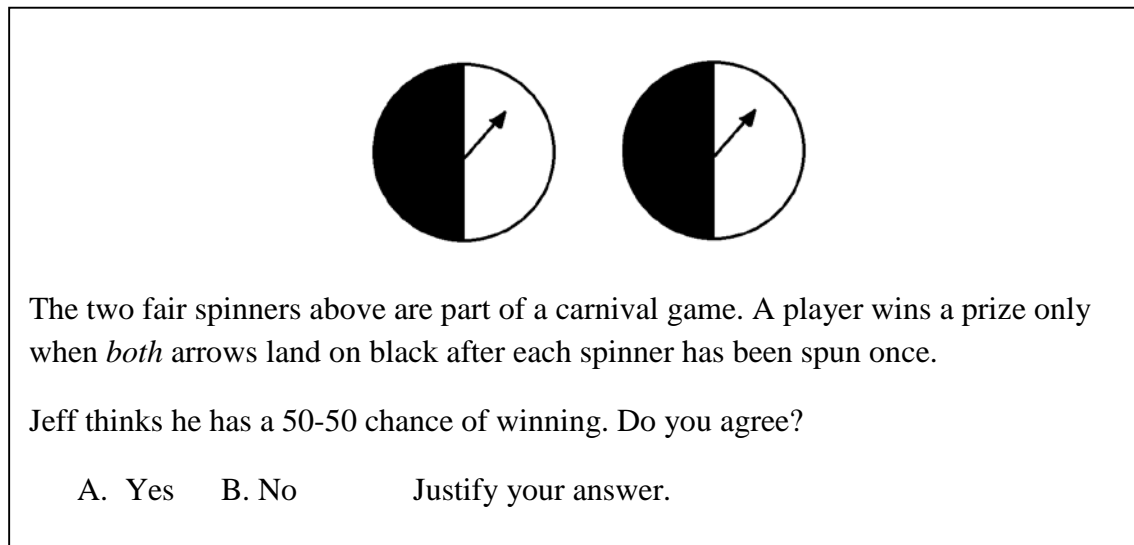 The two fair spinners above are part of a carnival game. A player wins a prize only
when both arrows land on black after each spinner has been spun once.
Jeff thinks he has a 50-50 chance of winning. Do you agree?
A. Yes B. No Justify your answer.